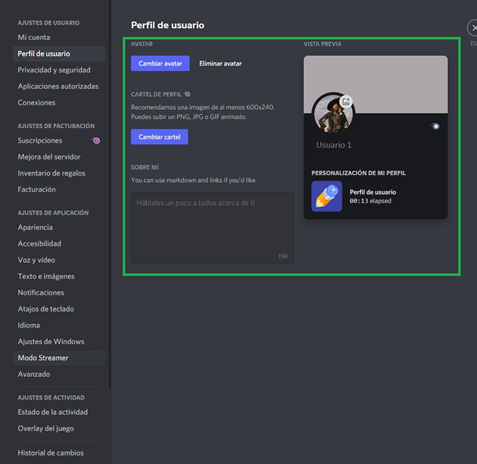 AJUSTES DE USUARIO
Mi cuenta
Perfil de usuario
Privacidad y seguridad
Aplicaciones autorizadas
Conexiones
AJUSTES DE FACTURACIÓN
Suscripciones
Mejora del servidor
Inventario de regalos
Facturación
AJUSTES DE APLICACIÓN
Apariencia
Accesibilidad
Voz y vídeo
Texto e imágenes
Notificaciones
Atajos de teclado
Idioma
Ajustes de Windows
Modo Streamer
Avanzado
AJUSTES DE ACTIVIDAD
Estado de la actividad
Overlay del juego
Historial de cambios
Perfil de usuario
AVATAR
Cambiar avatar
Eliminar avatar
CARTEL DE PERFIL
Recomendamos una imagen de al menos 600x240.
Puedes subir un PNG, JPG o GIF animado.
Cambiar cartel
SOBRE MÍ
You can use markdown and links if you'd like.
Háblales un poco a todos acerca de ti
190
VISTA PREVIA
Usuario 1
PERSONALIZACIÓN DE MI PERFIL
Perfil de usuario
00:13 elapsed
ES